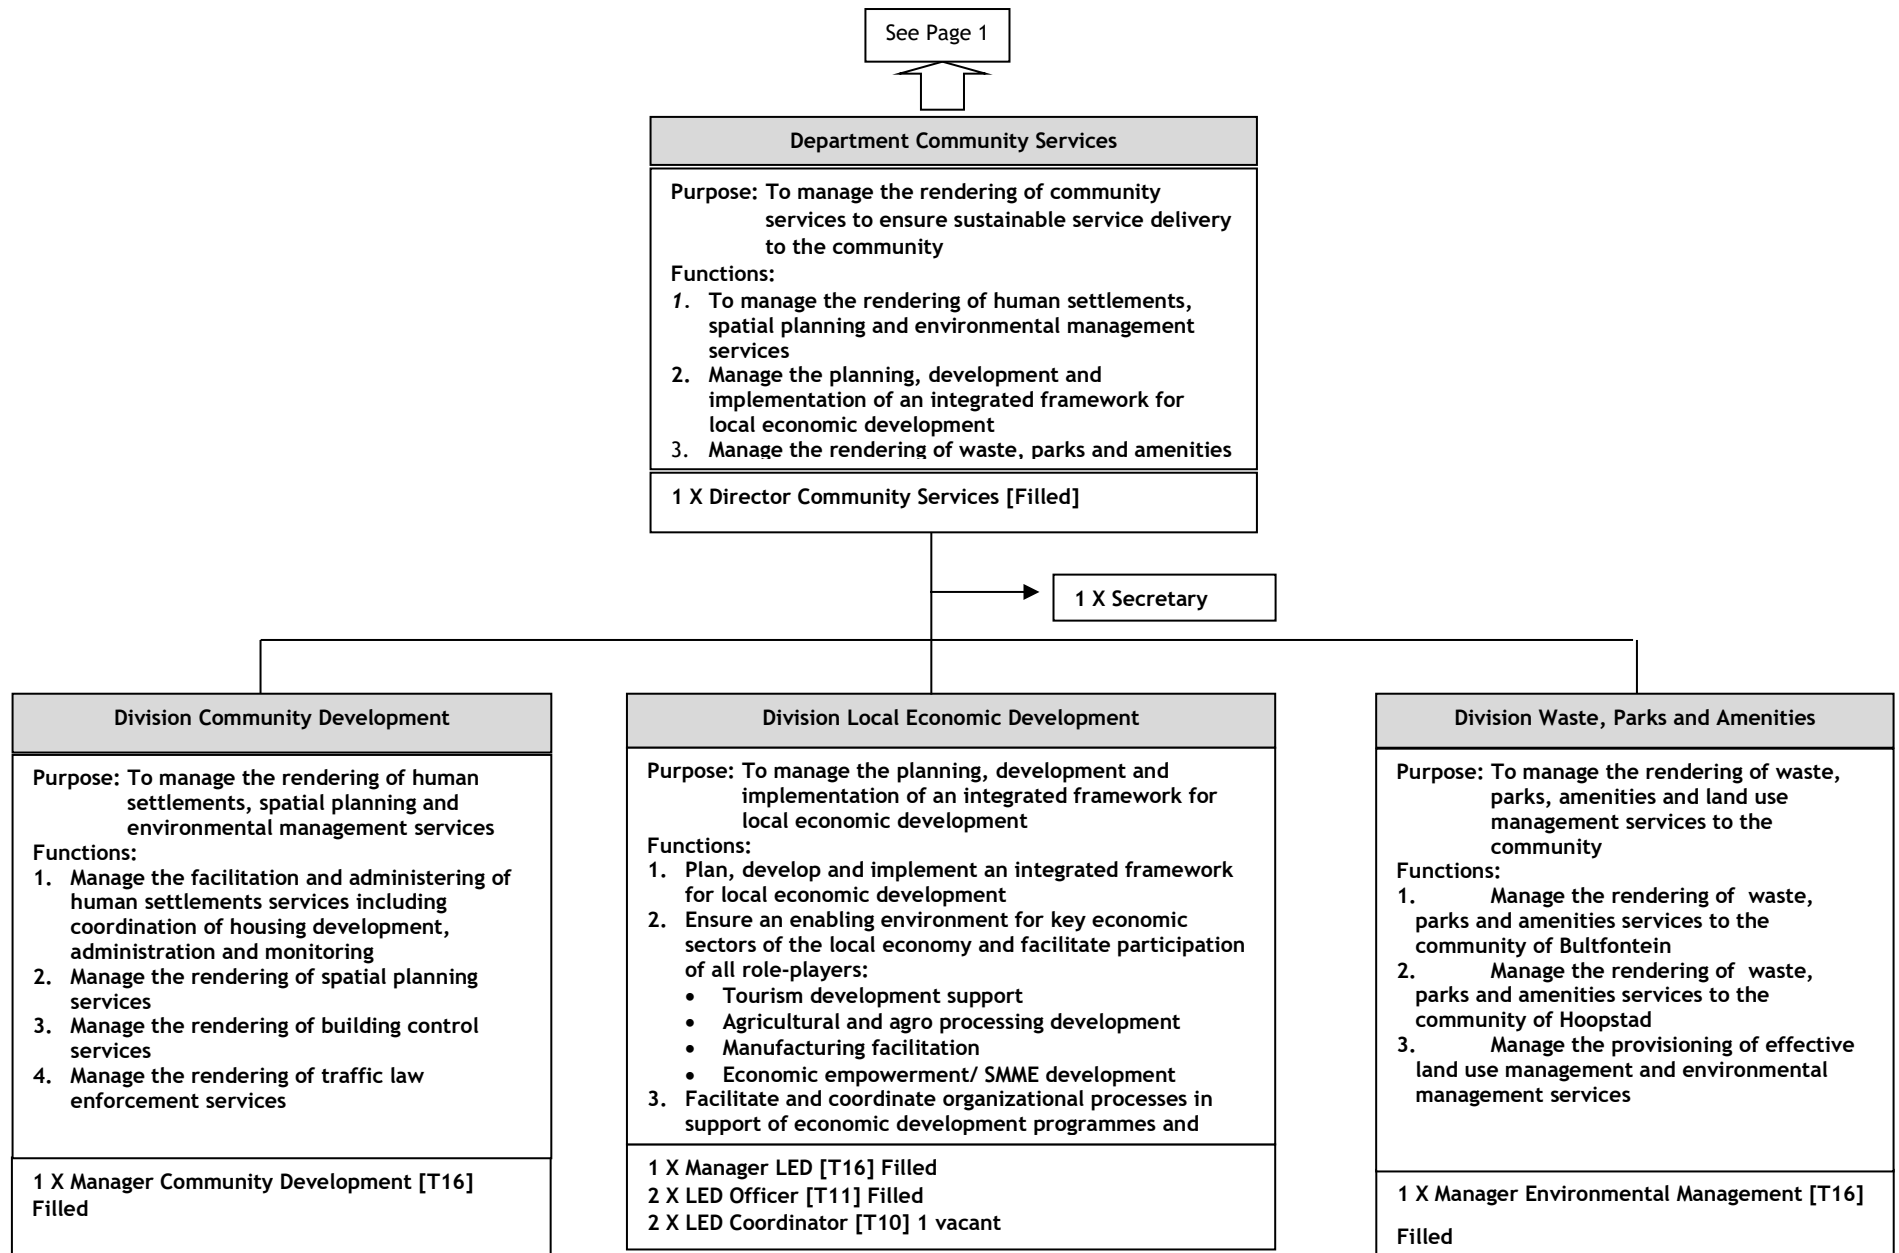 See Page 1
Department Community Services
Purpose: To manage the rendering of community
services to ensure sustainable service delivery
to the community
Functions:
1. To manage the rendering of human settlements,
spatial planning and environmental management
services
2. Manage the planning, development and
implementation of an integrated framework for
local economic development
3. Manage the rendering of waste, parks and amenities
1 X Director Community Services [Filled]
1 X Secretary
Division Community Development
Purpose: To manage the rendering of human
settlements, spatial planning and
environmental management services
Functions:
1. Manage the facilitation and administering of
human settlements services including
coordination of housing development,
administration and monitoring
2. Manage the rendering of spatial planning
services
3. Manage the rendering of building control
services
4. Manage the rendering of traffic law
enforcement services
1 X Manager Community Development [T16]
Filled
Division Local Economic Development
Purpose: To manage the planning, development and
implementation of an integrated framework for
local economic development
Functions:
1. Plan, develop and implement an integrated framework
for local economic development
2. Ensure an enabling environment for key economic
sectors of the local economy and facilitate participation
of all role-players:
• Tourism development support
• Agricultural and agro processing development
• Manufacturing facilitation
• Economic empowerment/ SMME development
3. Facilitate and coordinate organizational processes in
support of economic development programmes and
1 X Manager LED [T16] Filled
2 X LED Officer [T11] Filled
2 X LED Coordinator [T10] 1 vacant
Division Waste, Parks and Amenities
Purpose: To manage the rendering of waste,
parks, amenities and land use
management services to the
community
Functions:
1. Manage the rendering of waste,
parks and amenities services to the
community of Bultfontein
2. Manage the rendering of waste,
parks and amenities services to the
community of Hoopstad
3. Manage the provisioning of effective
land use management and environmental
management services
1 X Manager Environmental Management [T16]
Filled